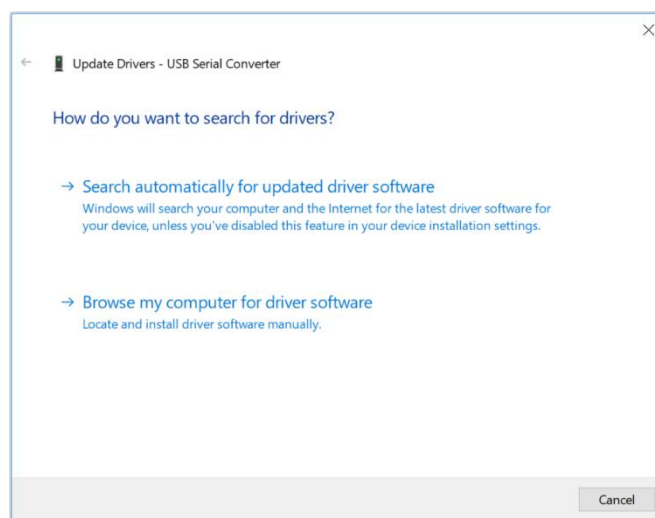 Update Drivers - USB Serial Converter
How do you want to search for drivers?
Search automatically for updated driver software
Windows will search your computer and the Internet for the latest driver software for
your device, unless you've disabled this feature in your device installation settings.
Browse my computer for driver software
Locate and install driver software manually.
Cancel